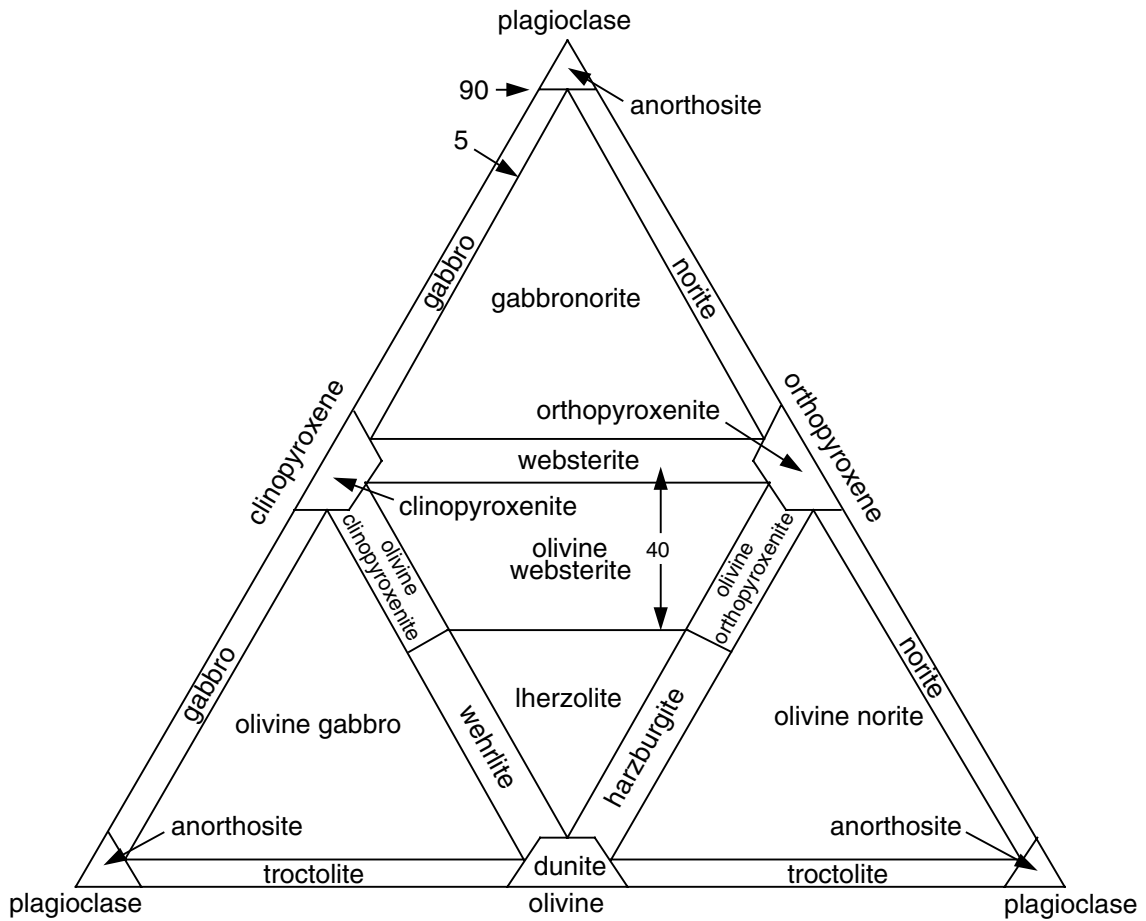 plagioclase
90
anorthosite
5
gabbro
norite
gabbronorite
clinopyroxene
orthopyroxenite
orthopyroxene
websterite
clinopyroxenite
olivine
clinopyroxenite
olivine
websterite
40
olivine
orthopyroxenite
gabbro
norite
lherzolite
olivine gabbro
wehrlite
harzburgite
olivine norite
anorthosite
anorthosite
troctolite
dunite
troctolite
plagioclase
olivine
plagioclase